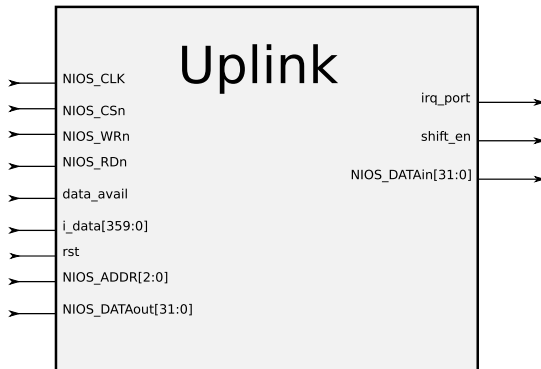 Uplink
NIOS_CLK
NIOS_CSn
NIOS_WRn
NIOS_RDn
data_avail
i_data[359:0]
rst
NIOS_ADDR[2:0]
NIOS_DATAout[31:0]
irq_port
shift_en
NIOS_DATAin[31:0]